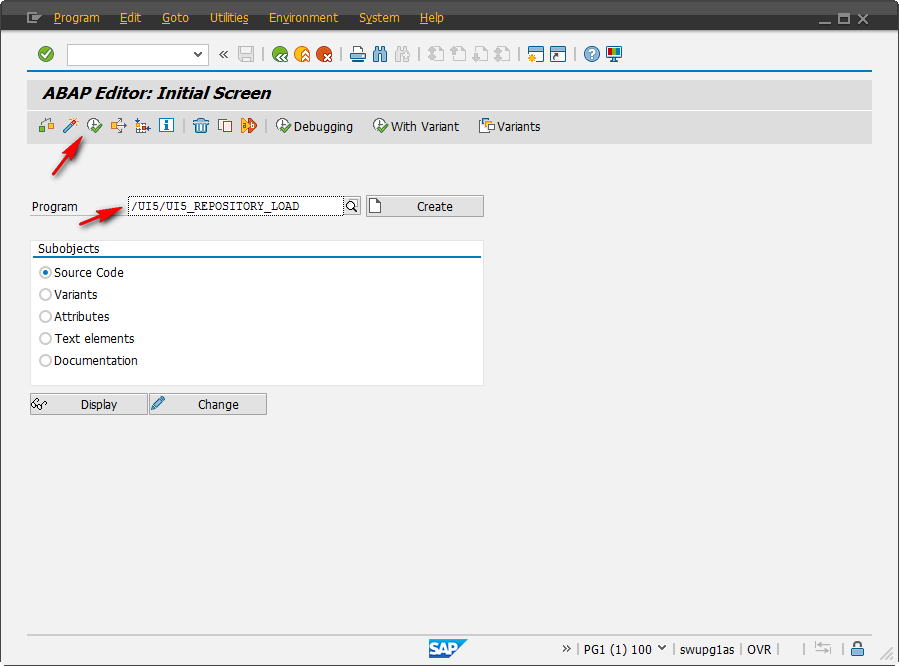 Program Edit Goto Utilities Environment System Help
ABAP Editor: Initial Screen
Debugging With Variant Variants
Program /UI5/UI5_REPOSITORY_LOAD Create
Subobjects
Source Code
Variants
Attributes
Text elements
Documentation
Display Change
SAP PG1 (1) 100 swupg1as OVR